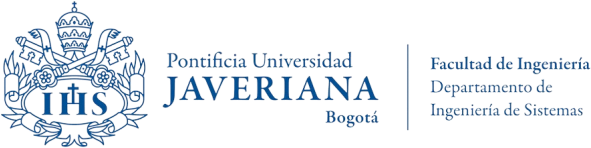 IHS
Pontificia Universidad
JAVERIANA
Bogotá
Facultad de Ingeniería
Departamento de
Ingeniería de Sistemas